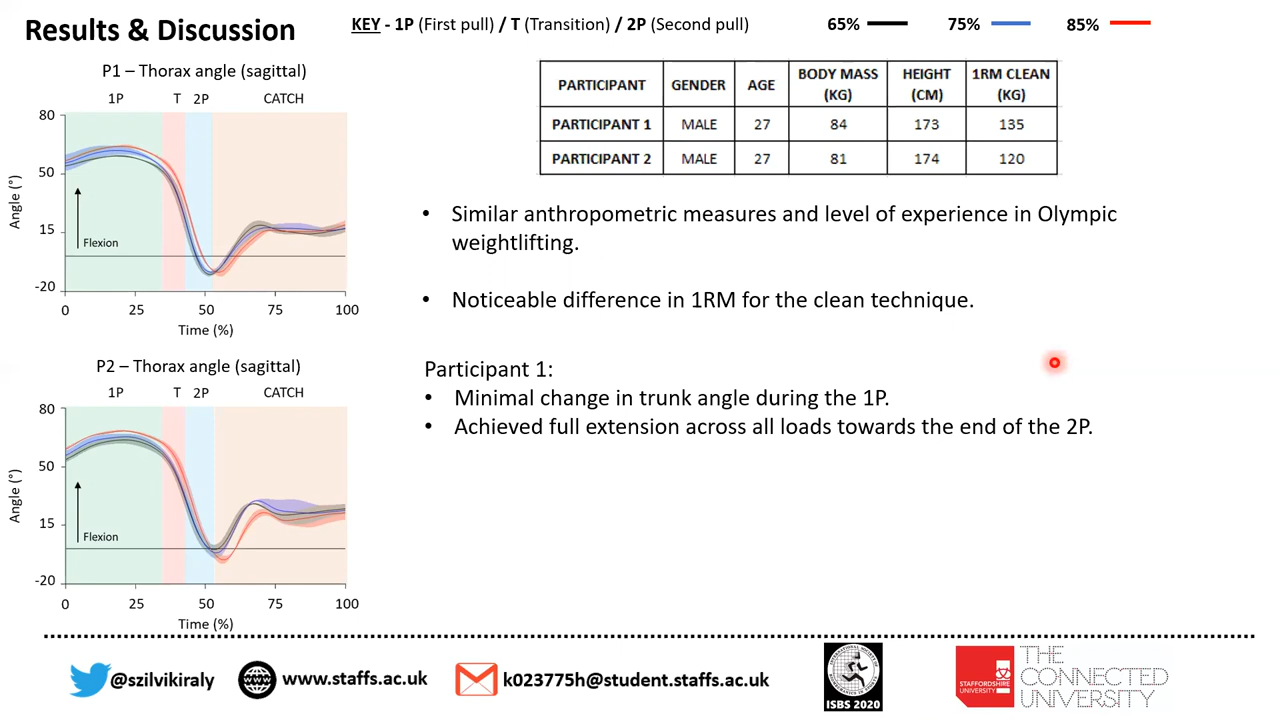 Results & Discussion
KEY - 1P (First pull) / T (Transition) / 2P (Second pull)
65%
75%
85%
P1 – Thorax angle (sagittal)
1P T 2P CATCH
80
50
15
-20
Angle (°)
Flexion
0 25 50 75 100
Time (%)
PARTICIPANT GENDER AGE BODY MASS (KG) HEIGHT (CM) 1RM CLEAN (KG)
PARTICIPANT 1 MALE 27 84 173 135
PARTICIPANT 2 MALE 27 81 174 120
• Similar anthropometric measures and level of experience in Olympic
weightlifting.
• Noticeable difference in 1RM for the clean technique.
Participant 1:
• Minimal change in trunk angle during the 1P.
• Achieved full extension across all loads towards the end of the 2P.
P2 – Thorax angle (sagittal)
1P T 2P CATCH
80
50
15
-20
Angle (°)
Flexion
0 25 50 75 100
Time (%)
@szilvikiraly
www.staffs.ac.uk
k023775h@student.staffs.ac.uk
ISBS 2020
STAFFORDSHIRE
UNIVERSITY
THE
CONNECTED
UNIVERSITY